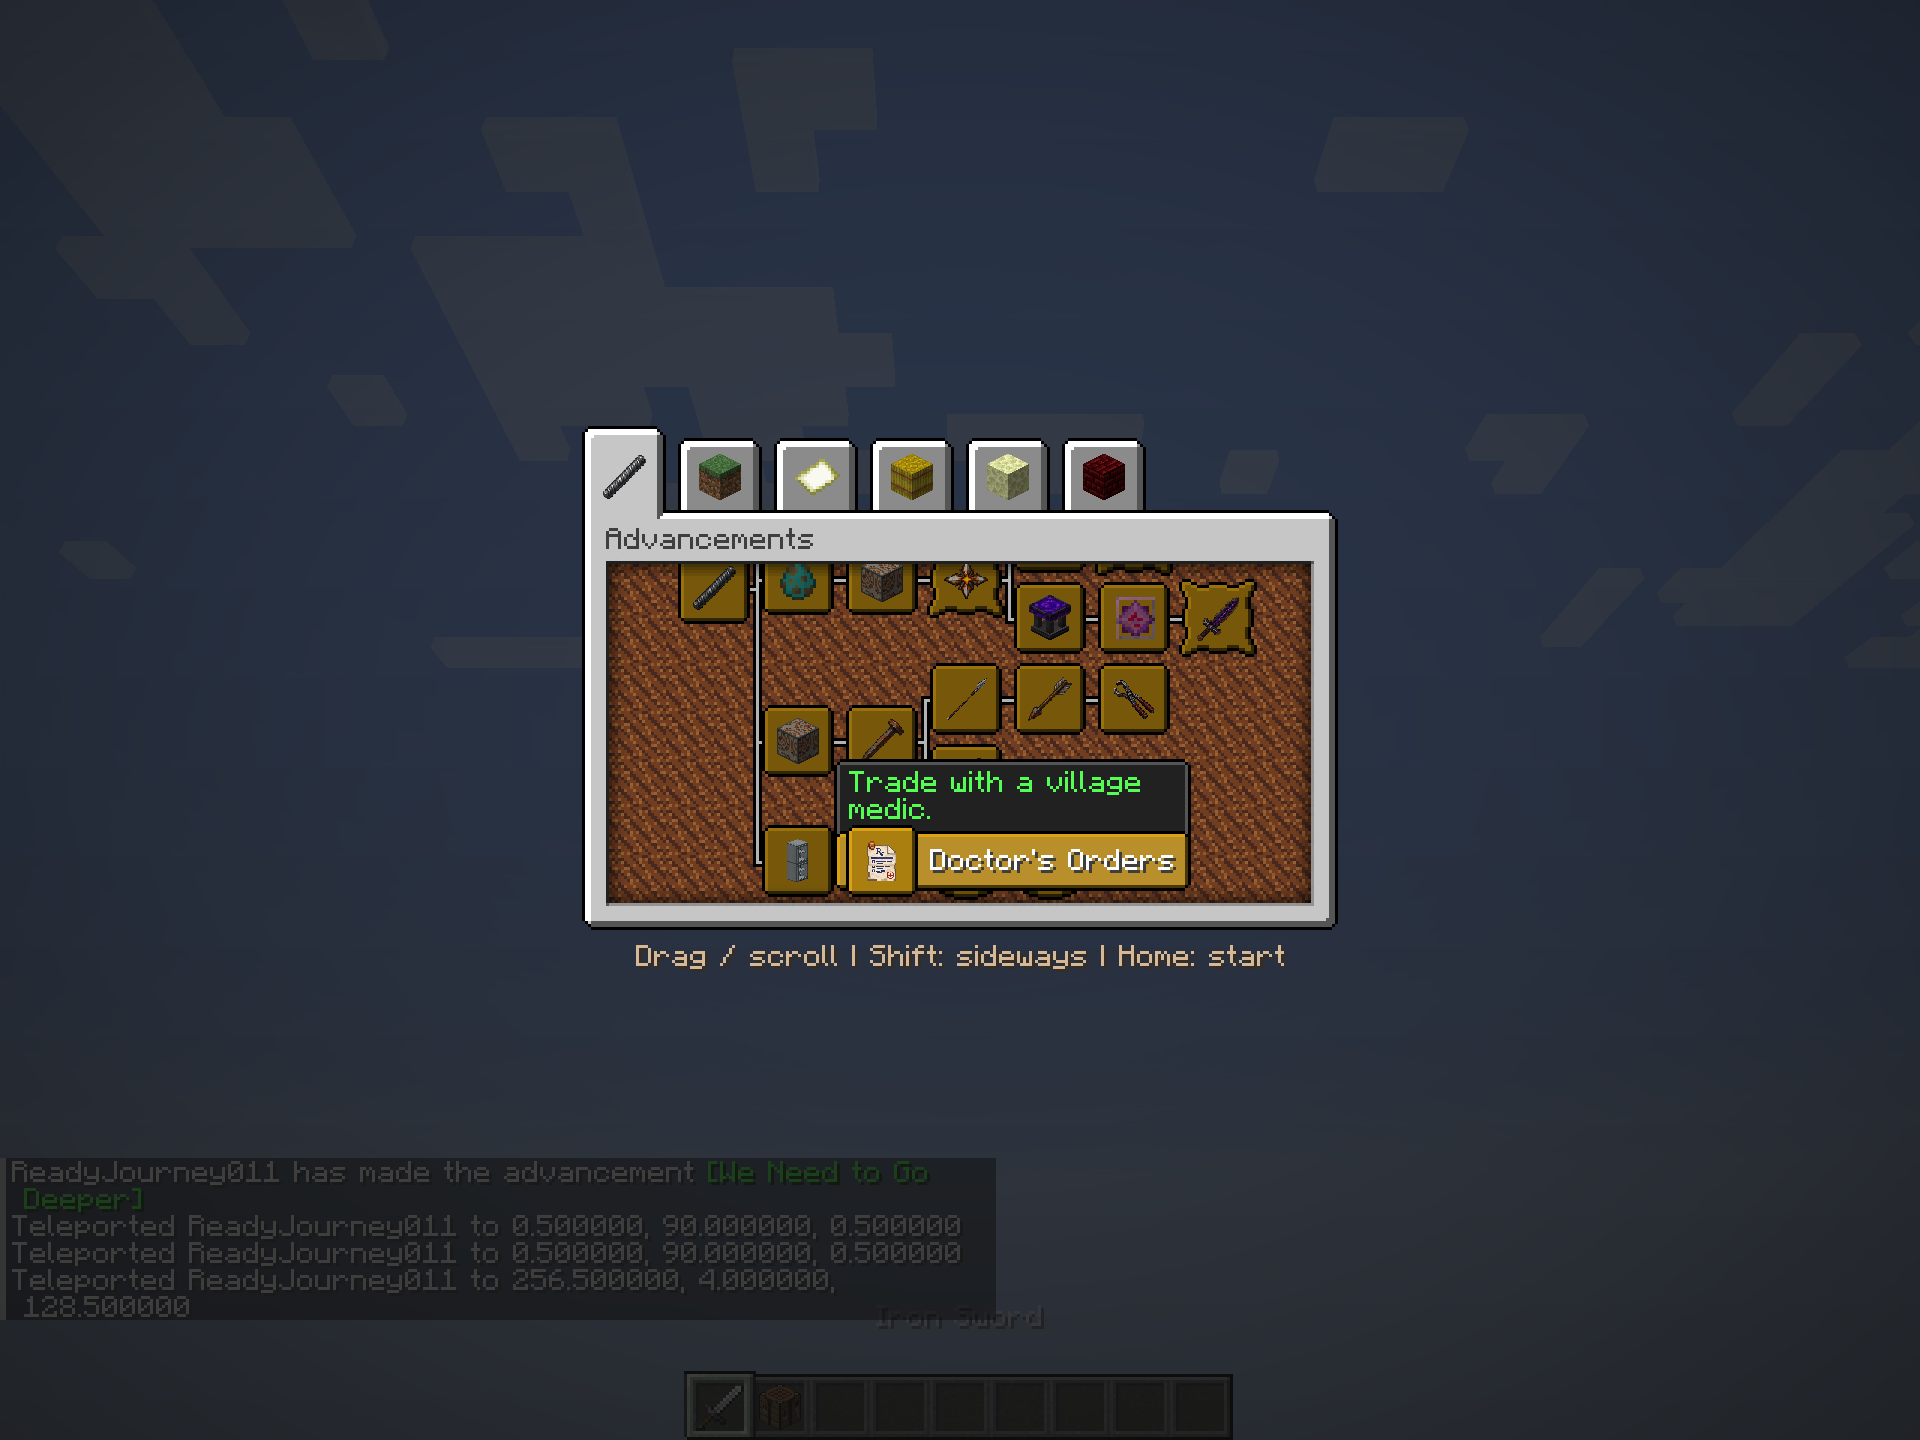 Advancements
Trade with a village
medic.
Doctor's Orders
Drag / scroll | Shift: sideways | Home: start
ReadyJourney011 has made the advancement [We Need to Go
Deeper]
Teleported ReadyJourney011 to 0.500000, 90.000000, 0.500000
Teleported ReadyJourney011 to 0.500000, 90.000000, 0.500000
Teleported ReadyJourney011 to 256.500000, 4.000000,
128.500000
Iron Sword